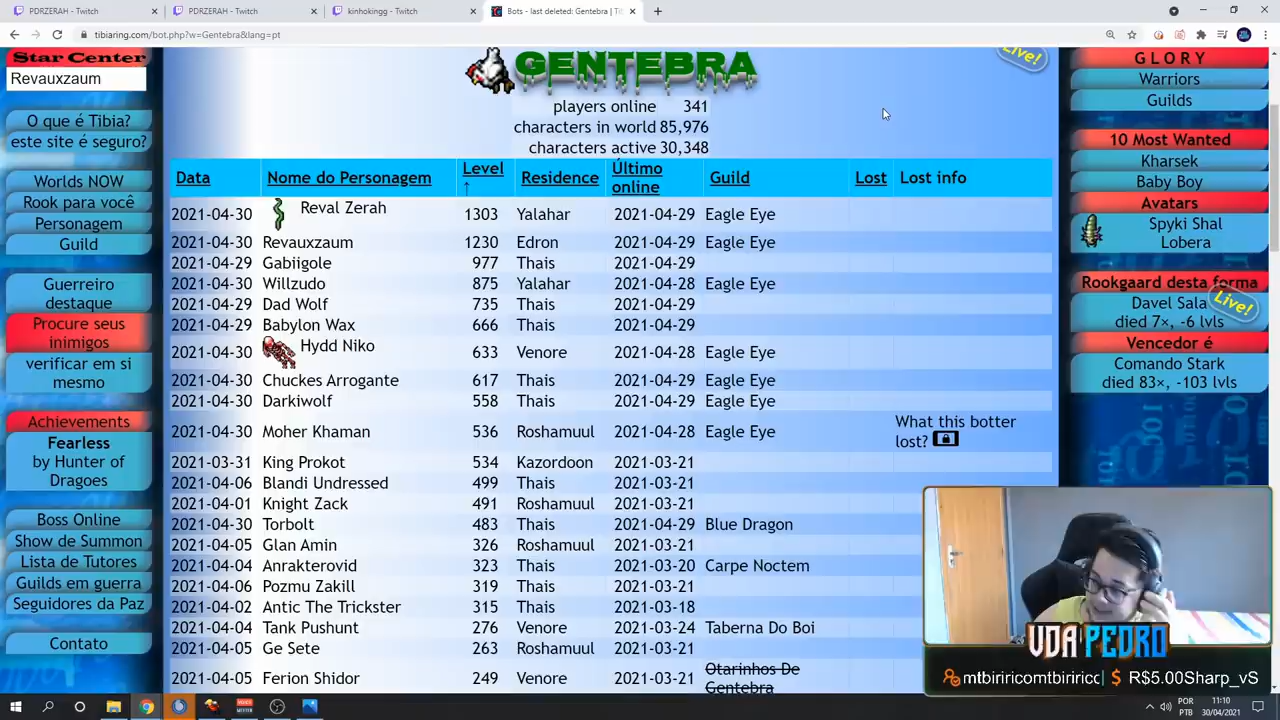 PDRZERAH - Twitch
PDRZERAH - Twitch
kinhokingg - Twitch
Bots - last deleted: Gentebra | Tib
tibiaring.com/bot.php?w=Gentebra&lang=pt
Star Center
Revauxzaum
O que é Tibia?
este site é seguro?
Worlds NOW
Rook para você
Personagem
Guild
Guerreiro
destaque
Procure seus
inimigos
verificar em si
mesmo
Achievements
Fearless
by Hunter of
Dragoes
Boss Online
Show de Summon
Lista de Tutores
Guilds em guerra
Seguidores da Paz
Contato
GENTEBRA
Live!
players online 341
characters in world 85,976
characters active 30,348
Data Nome do Personagem Level ↑ Residence Último online Guild Lost Lost info
2021-04-30 Reval Zerah 1303 Yalahar 2021-04-29 Eagle Eye
2021-04-30 Revauxzaum 1230 Edron 2021-04-29 Eagle Eye
2021-04-29 Gabiigole 977 Thais 2021-04-29
2021-04-30 Willzudo 875 Yalahar 2021-04-28 Eagle Eye
2021-04-29 Dad Wolf 735 Thais 2021-04-29
2021-04-29 Babylon Wax 666 Thais 2021-04-29
2021-04-30 Hydd Niko 633 Venore 2021-04-28 Eagle Eye
2021-04-30 Chuckes Arrogante 617 Thais 2021-04-29 Eagle Eye
2021-04-30 Darkiwolf 558 Thais 2021-04-29 Eagle Eye
2021-04-30 Moher Khaman 536 Roshamuul 2021-04-28 Eagle Eye What this botter lost?
2021-03-31 King Prokot 534 Kazordoon 2021-03-21
2021-04-06 Blandi Undressed 499 Thais 2021-03-21
2021-04-01 Knight Zack 491 Roshamuul 2021-03-21
2021-04-30 Torbolt 483 Thais 2021-04-29 Blue Dragon
2021-04-05 Glan Amin 326 Roshamuul 2021-03-21
2021-04-04 Anrakterovid 323 Thais 2021-03-20 Carpe Noctem
2021-04-06 Pozmu Zakill 319 Thais 2021-03-21
2021-04-02 Antic The Trickster 315 Thais 2021-03-18
2021-04-04 Tank Pushunt 276 Venore 2021-03-24 Taberna Do Boi
2021-04-05 Ge Sete 263 Roshamuul 2021-03-21
2021-04-05 Ferion Shidor 249 Venore 2021-03-21 Otarinhos De Gentebra
GLORY
Warriors
Guilds
10 Most Wanted
Kharsek
Baby Boy
Avatars
Spyki Shal
Lobera
Rookgaard desta forma
Davel Sala
Live!
died 7×, -6 lvls
Vencedor é
Comando Stark
died 83×, -103 lvls
VDA PEDRO
mtbiriricomtbiriricc R$5.00Sharp_vS
POR
PTB
11:10
30/04/2021